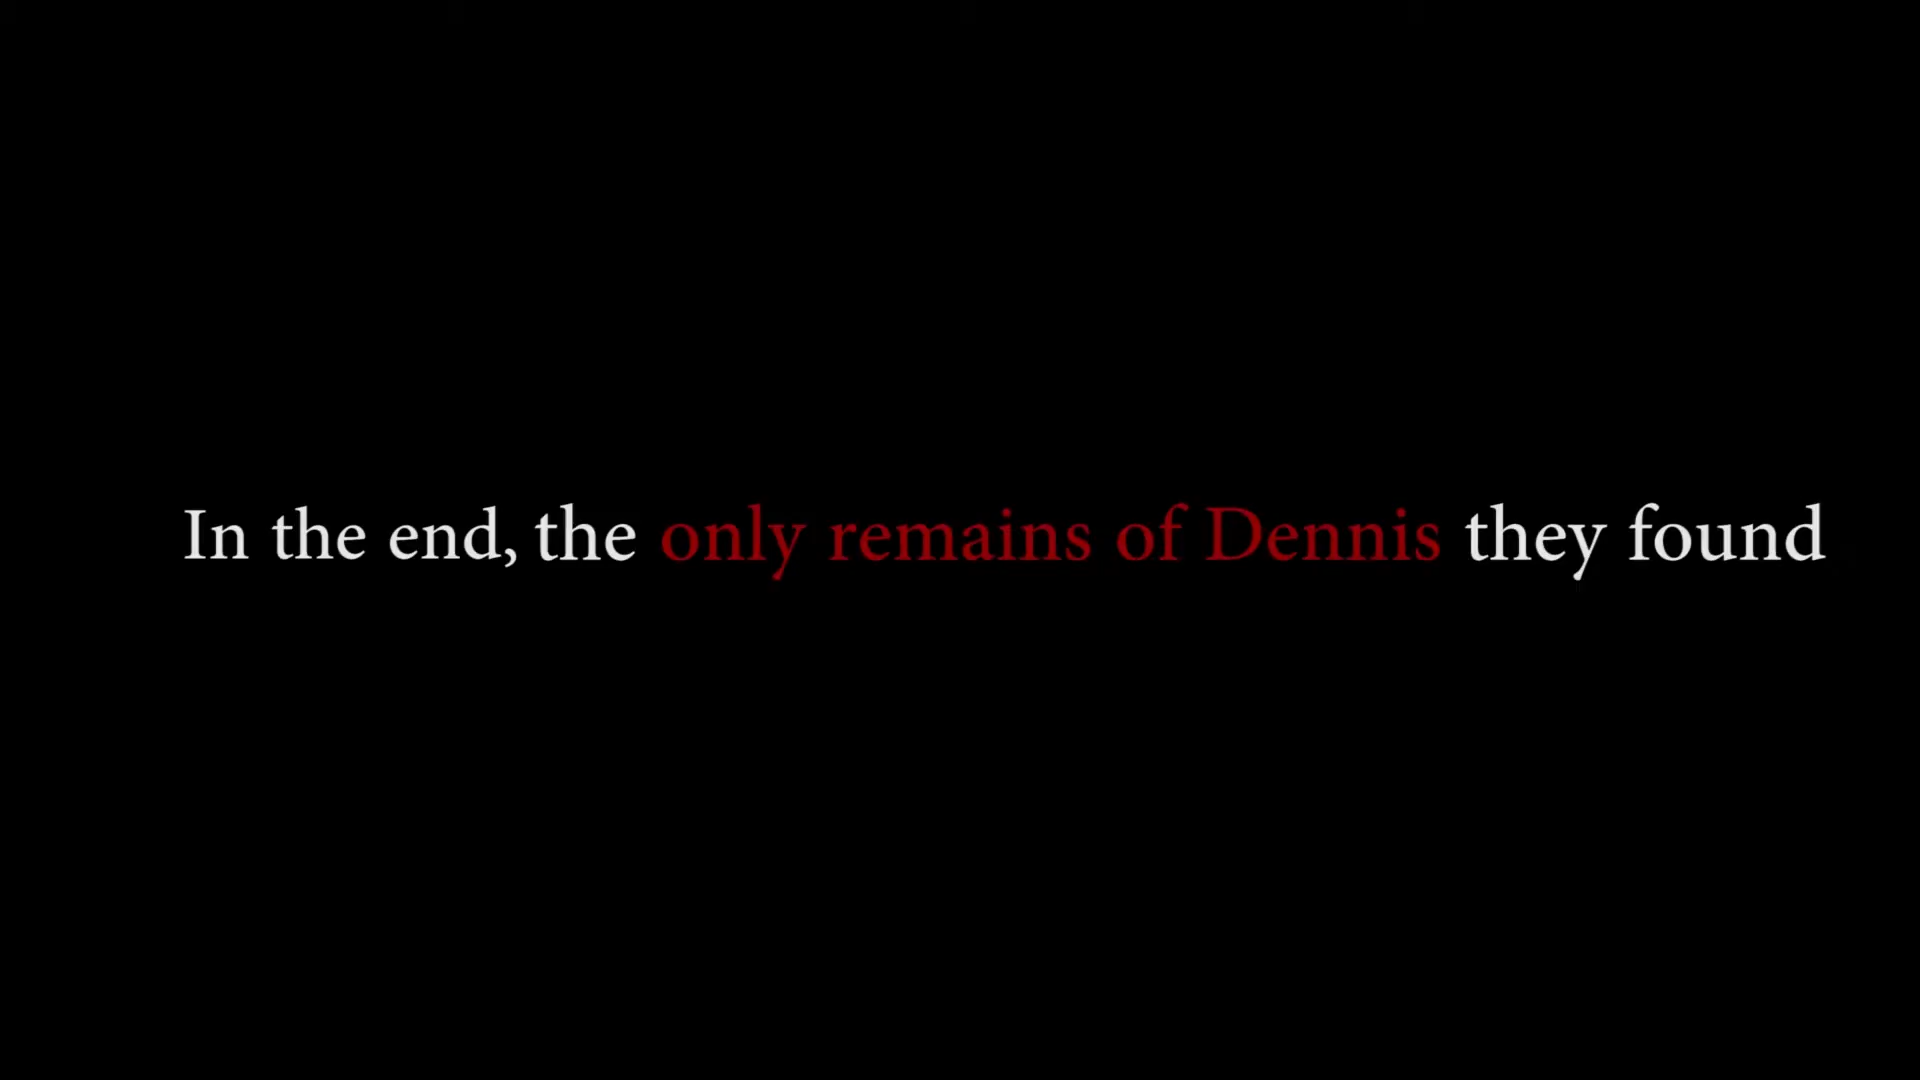 In the end, the only remains of Dennis they found